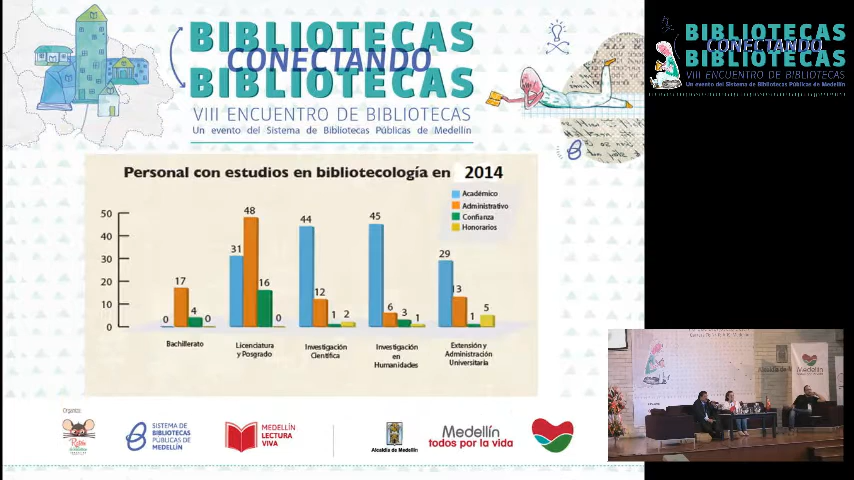 BIBLIOTECAS
CONECTANDO
BIBLIOTECAS
VIII ENCUENTRO DE BIBLIOTECAS
Un evento del Sistema de Bibliotecas Públicas de Medellín
BIBLIOTECAS
CONECTANDO
BIBLIOTECAS
VIII ENCUENTRO DE BIBLIOTECAS
Un evento del Sistema de Bibliotecas Públicas de Medellín
Personal con estudios en bibliotecología en 2014
Académico
Administrativo
Confianza
Honorarios
50
40
30
20
10
0
0 17 4 0
31 48 16 0
44 12 1 2
45 6 3 1
29 13 1 5
Bachillerato
Licenciatura
y Posgrado
Investigación
Científica
Investigación
en
Humanidades
Extensión y
Administración
Universitaria
Organiza:
SISTEMA DE
BIBLIOTECAS
PÚBLICAS DE
MEDELLÍN
MEDELLÍN
LECTURA
VIVA
Alcaldía de Medellín
Medellín
todos por la vida
Medellín